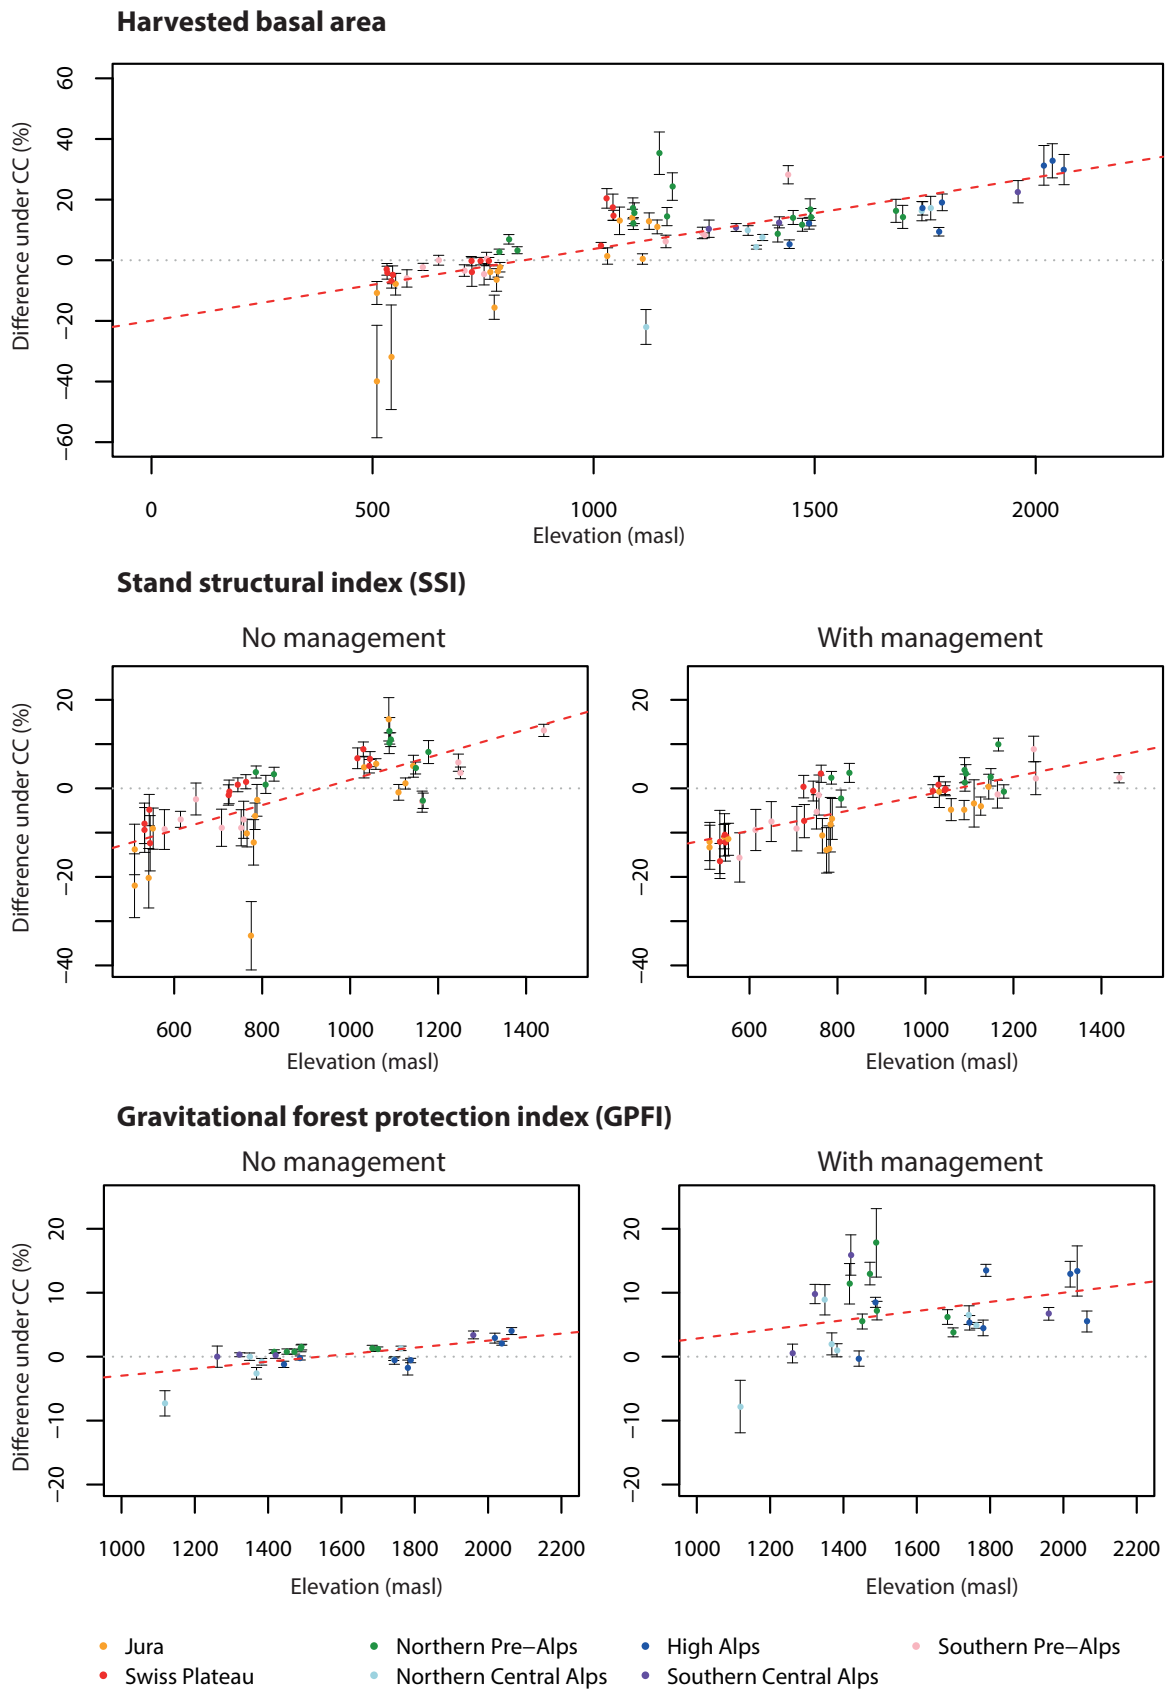 Harvested basal area
Difference under CC (%)
60
40
20
0
−20
−40
−60
0 500 1000 1500 2000
Elevation (masl)
Stand structural index (SSI)
No management With management
Difference under CC (%)
20 20
0 0
−20 −20
−40 −40
600 800 1000 1200 1400 600 800 1000 1200 1400
Elevation (masl) Elevation (masl)
Gravitational forest protection index (GPFI)
No management With management
Difference under CC (%)
20 20
10 10
0 0
−10 −10
−20 −20
1000 1200 1400 1600 1800 2000 2200 1000 1200 1400 1600 1800 2000 2200
Elevation (masl) Elevation (masl)
Jura Northern Pre−Alps High Alps Southern Pre−Alps
Swiss Plateau Northern Central Alps Southern Central Alps